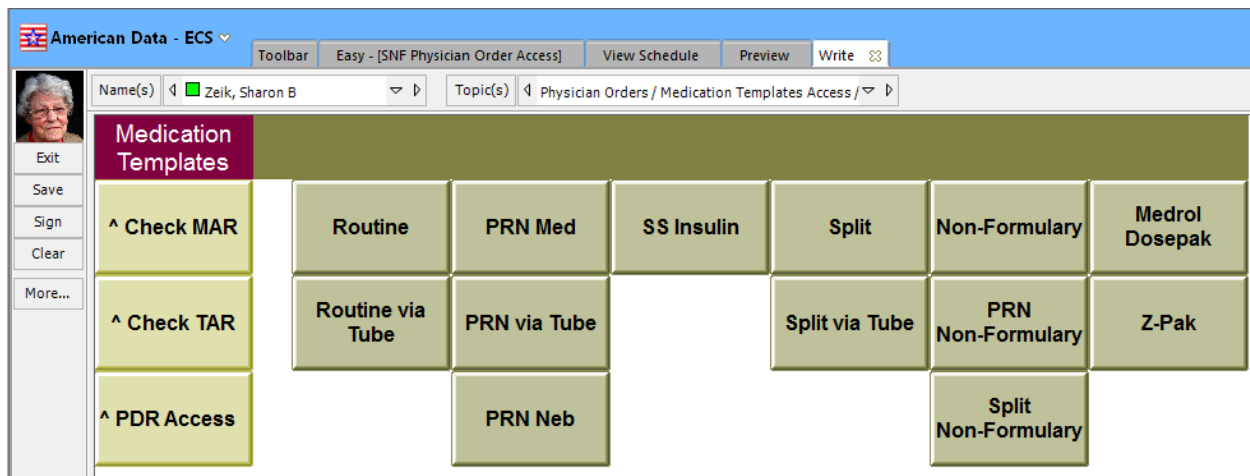 American Data - ECS
Toolbar
Easy - [SNF Physician Order Access]
View Schedule
Preview
Write
Name(s)
Zeik, Sharon B
Topic(s)
Physician Orders / Medication Templates Access /
Exit
Save
Sign
Clear
More...
Medication
Templates
^ Check MAR
Routine
PRN Med
SS Insulin
Split
Non-Formulary
Medrol
Dosepak
^ Check TAR
Routine via
Tube
PRN via Tube
Split via Tube
PRN
Non-Formulary
Z-Pak
^ PDR Access
PRN Neb
Split
Non-Formulary